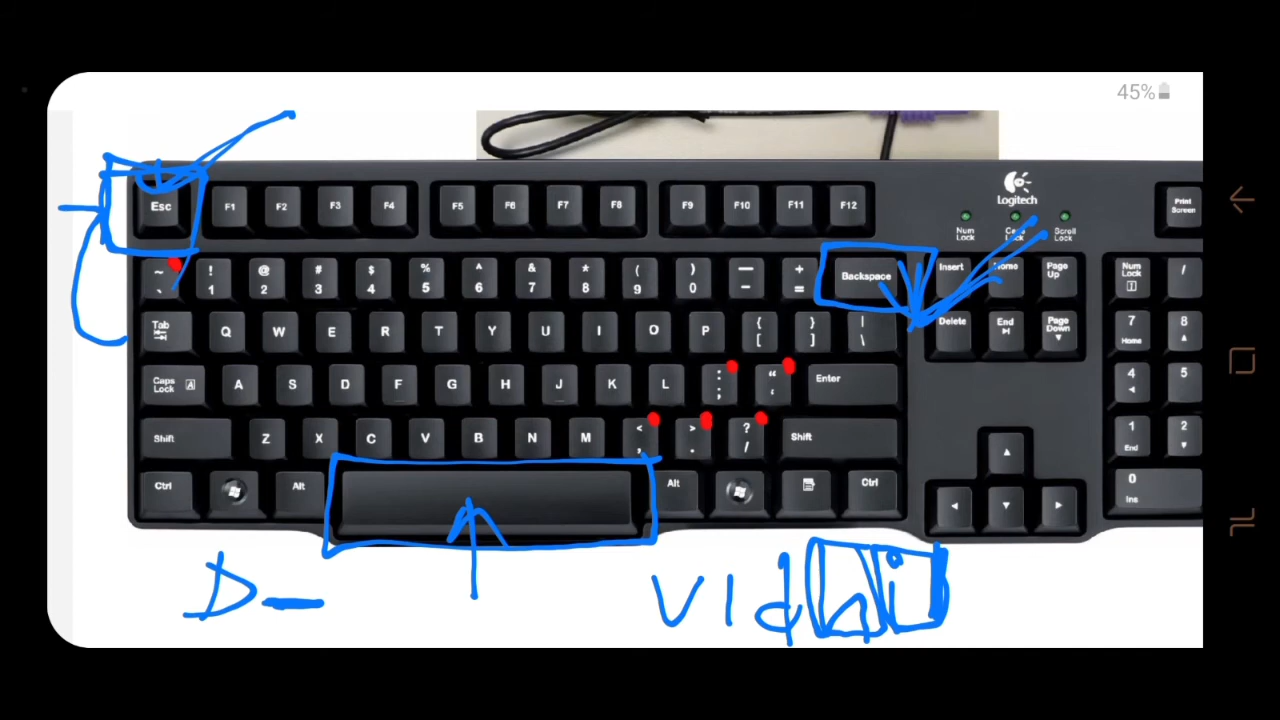 45%
Esc F1 F2 F3 F4 F5 F6 F7 F8 F9 F10 F11 F12
Logitech
Num Lock Caps Lock Scroll Lock
Print Screen
~ ` ! 1 @ 2 # 3 $ 4 % 5 ^ 6 & 7 * 8 ( 9 ) 0 — - + = Backspace Insert Home Page Up Num Lock /
Tab Q W E R T Y U I O P { [ } ] | \ Delete End Page Down 7 Home 8
Caps Lock A A S D F G H J K L : ; “ ‘ Enter 4 5
Shift Z X C V B N M < , > . ? / Shift 1 End 2
Ctrl Alt Alt Ctrl 0 Ins
D_ vidhi